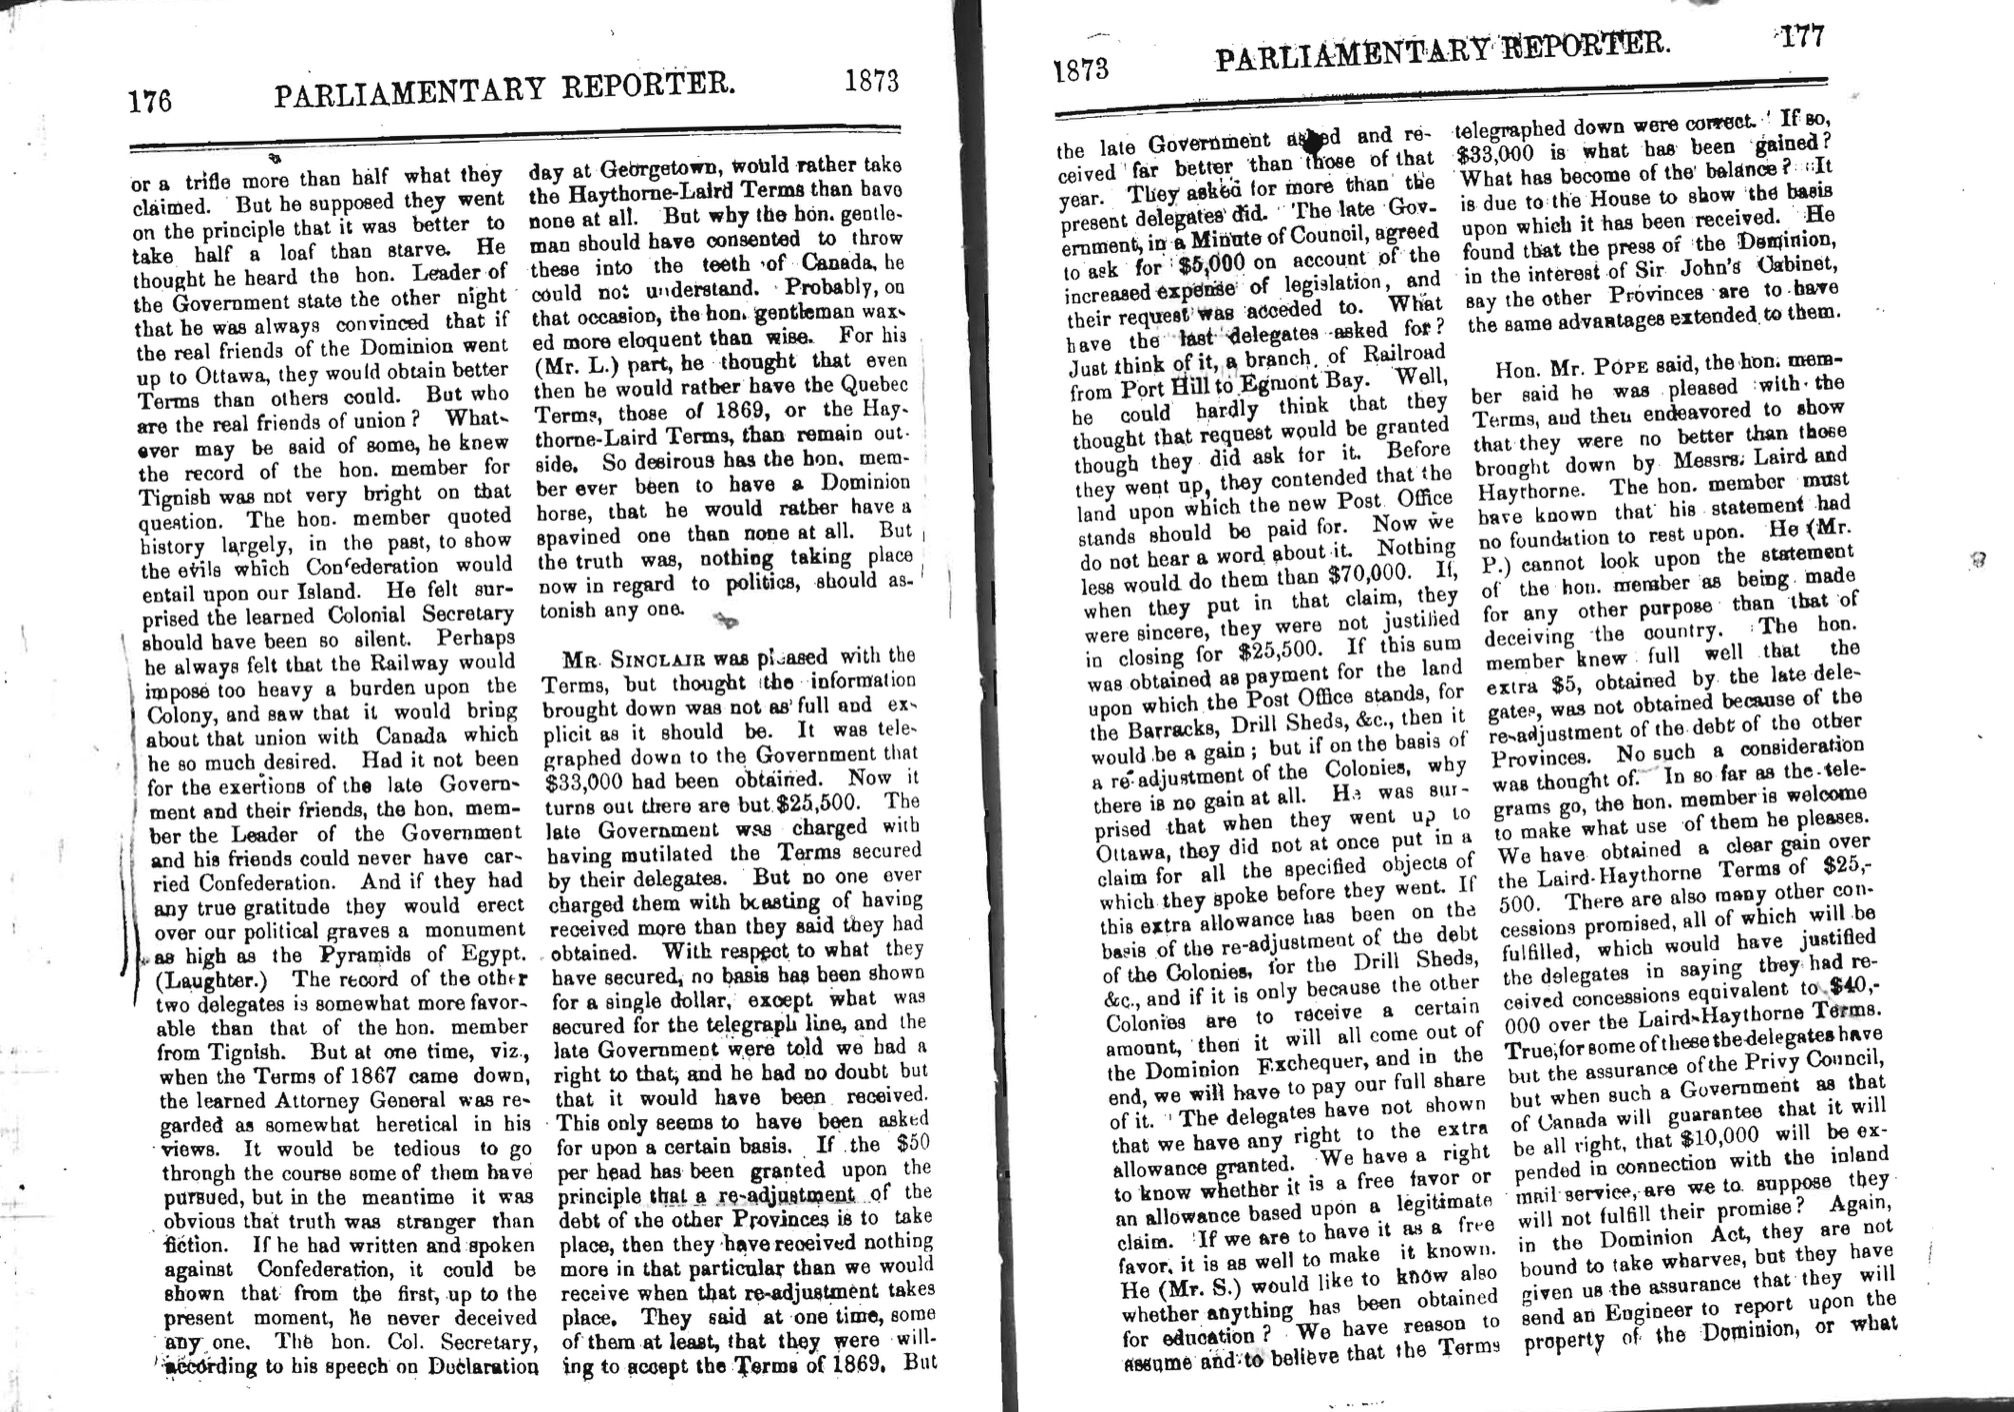 176 PARLIAMENTARY REPORTER. 1873
or a trifle more than half what they
claimed. But he supposed they went
on the principle that it was better to
take half a loaf than starve. He
thought he heard the hon. Leader of
the Government state the other night
that he was always convinced that if
the real friends of the Dominion went
up to Ottawa, they would obtain better
Terms than others could. But who
are the real friends of union? What-
ever may be said of some, he knew
the record of the hon. member for
Tignish was not very bright on that
question. The hon. member quoted
history largely, in the past, to show
the evils which Confederation would
entail upon our Island. He felt sur-
prised the learned Colonial Secretary
should have been so silent. Perhaps
he always felt that the Railway would
impose too heavy a burden upon the
Colony, and saw that it would bring
about that union with Canada which
he so much desired. Had it not been
for the exertions of the late Govern-
ment and their friends, the hon. mem-
ber the Leader of the Government
and his friends could never have car-
ried Confederation. And if they had
any true gratitude they would erect
over our political graves a monument
as high as the Pyramids of Egypt.
(Laughter.) The record of the other
two delegates is somewhat more favor-
able than that of the hon. member
from Tignish. But at one time, viz.,
when the Terms of 1867 came down,
the learned Attorney General was re-
garded as somewhat heretical in his
views. It would be tedious to go
through the course some of them have
pursued, but in the meantime it was
obvious that truth was stranger than
fiction. If he had written and spoken
against Confederation, it could be
shown that from the first, up to the
present moment, he never deceived
any one. The hon. Col. Secretary,
according to his speech on Declaration
day at Georgetown, would rather take
the Haythorne-Laird Terms than have
none at all. But why the hon. gentle-
man should have consented to throw
these into the teeth of Canada, he
could not understand. Probably, on
that occasion, the hon. gentleman wax-
ed more eloquent than wise. For his
(Mr. L.) part, he thought that even
then he would rather have the Quebec
Terms, those of 1869, or the Hay-
thorne-Laird Terms, than remain out-
side. So desirous has the hon. mem-
ber ever been to have a Dominion
horse, that he would rather have a
spavined one than none at all. But
the truth was, nothing taking place
now in regard to politics, should as-
tonish any one.
MR. SINCLAIR was pleased with the
Terms, but thought the information
brought down was not as full and ex-
plicit as it should be. It was tele-
graphed down to the Government that
$33,000 had been obtained. Now it
turns out there are but $25,500. The
late Government was charged with
having mutilated the Terms secured
by their delegates. But no one ever
charged them with boasting of having
received more than they said they had
obtained. With respect to what they
have secured, no basis has been shown
for a single dollar, except what was
secured for the telegraph line, and the
late Government were told we had a
right to that, and he had no doubt but
that it would have been received.
This only seems to have been asked
for upon a certain basis. If the $50
per head has been granted upon the
principle that a re-adjustment of the
debt of the other Provinces is to take
place, then they have received nothing
more in that particular than we would
receive when that re-adjustment takes
place. They said at one time, some
of them at least, that they were will-
ing to accept the Terms of 1869. But
1873 PARLIAMENTARY REPORTER. 177
the late Government asked and re-
ceived far better than those of that
year. They asked for more than the
present delegates did. The late Gov-
ernment, in a Minute of Council, agreed
to ask for $5,000 on account of the
increased expense of legislation, and
their request was acceded to. What
have the last delegates asked for?
Just think of it, a branch of Railroad
from Port Hill to Egmont Bay. Well,
he could hardly think that they
thought that request would be granted
though they did ask for it. Before
they went up, they contended that the
land upon which the new Post Office
stands should be paid for. Now we
do not hear a word about it. Nothing
less would do them than $70,000. If,
when they put in that claim, they
were sincere, they were not justified
in closing for $25,500. If this sum
was obtained as payment for the land
upon which the Post Office stands, for
the Barracks, Drill Sheds, &c., then it
would be a gain; but if on the basis of
a re-adjustment of the Colonies, why
there is no gain at all. He was sur-
prised that when they went up to
Ottawa, they did not at once put in a
claim for all the specified objects of
which they spoke before they went. If
this extra allowance has been on the
basis of the re-adjustment of the debt
of the Colonies, for the Drill Sheds,
&c., and if it is only because the other
Colonies are to receive a certain
amount, then it will all come out of
the Dominion Exchequer, and in the
end, we will have to pay our full share
of it. The delegates have not shown
that we have any right to the extra
allowance granted. We have a right
to know whether it is a free favor or
an allowance based upon a legitimate
claim. If we are to have it as a free
favor, it is as well to make it known.
He (Mr. S.) would like to know also
whether anything has been obtained
for education? We have reason to
assume and to believe that the Terms
telegraphed down were correct. If so,
$33,000 is what has been gained?
What has become of the balance? It
is due to the House to show the basis
upon which it has been received. He
found that the press of the Dominion,
in the interest of Sir John's Cabinet,
say the other Provinces are to have
the same advantages extended to them.
Hon. Mr. POPE said, the hon. mem-
ber said he was pleased with the
Terms, and then endeavored to show
that they were no better than those
brought down by Messrs. Laird and
Haythorne. The hon. member must
have known that his statement had
no foundation to rest upon. He (Mr.
P.) cannot look upon the statement
of the hon. member as being made
for any other purpose than that of
deceiving the country. The hon.
member knew full well that the
extra $5, obtained by the late dele-
gates, was not obtained because of the
re-adjustment of the debt of the other
Provinces. No such a consideration
was thought of. In so far as the tele-
grams go, the hon. member is welcome
to make what use of them he pleases.
We have obtained a clear gain over
the Laird-Haythorne Terms of $25,-
500. There are also many other con-
cessions promised, all of which will be
fulfilled, which would have justified
the delegates in saying they had re-
ceived concessions equivalent to $40,-
000 over the Laird-Haythorne Terms.
True, for some of these the delegates have
but the assurance of the Privy Council,
but when such a Government as that
of Canada will guarantee that it will
be all right, that $10,000 will be ex-
pended in connection with the inland
mail service, are we to suppose they
will not fulfill their promise? Again,
in the Dominion Act, they are not
bound to take wharves, but they have
given us the assurance that they will
send an Engineer to report upon the
property of the Dominion, or what